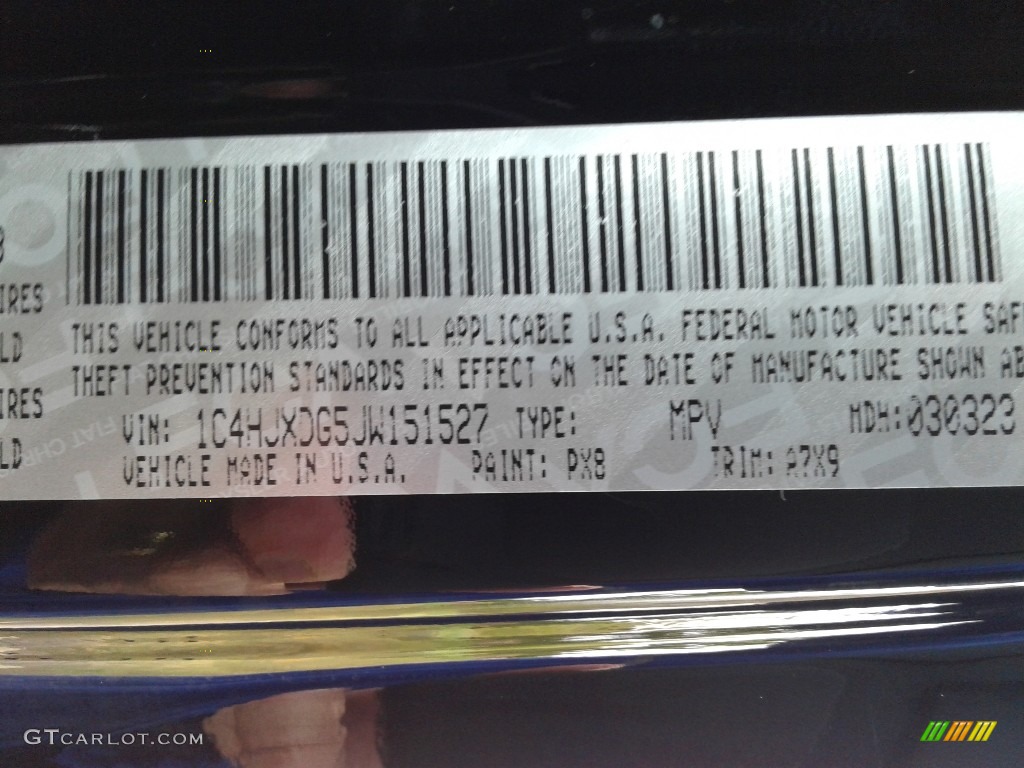 IRES
LD
IRES
LD
THIS VEHICLE CONFORMS TO ALL APPLICABLE U.S.A. FEDERAL MOTOR VEHICLE SAF
THEFT PREVENTION STANDARDS IN EFFECT ON THE DATE OF MANUFACTURE SHOWN AB
VIN: 1C4HJXDG5JW151527 TYPE: MPV MDH:030323
VEHICLE MADE IN U.S.A. PAINT: PX8 TRIM: A7X9
GTCARLOT.COM